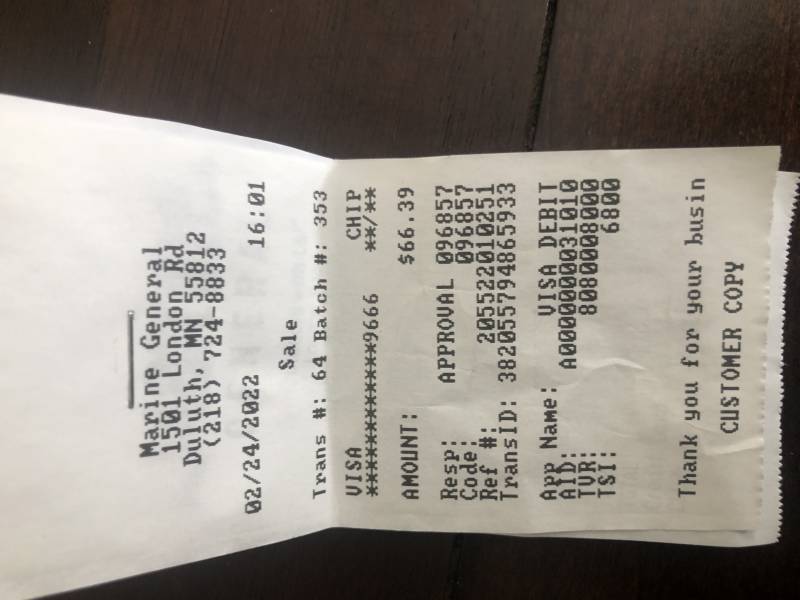 Marine General
1501 London Rd
Duluth, MN 55812
(218) 724-8833
02/24/2022 16:01
Sale
Trans #: 64 Batch #: 353
VISA CHIP
************9666 **/**
AMOUNT: $66.39
Resp: APPROVAL 096857
Code: 096857
Ref #: 205522010251
TransID: 382055794865933
App Name: VISA DEBIT
AID: A0000000031010
TVR: 8080008000
TSI: 6800
Thank you for your busin
CUSTOMER COPY